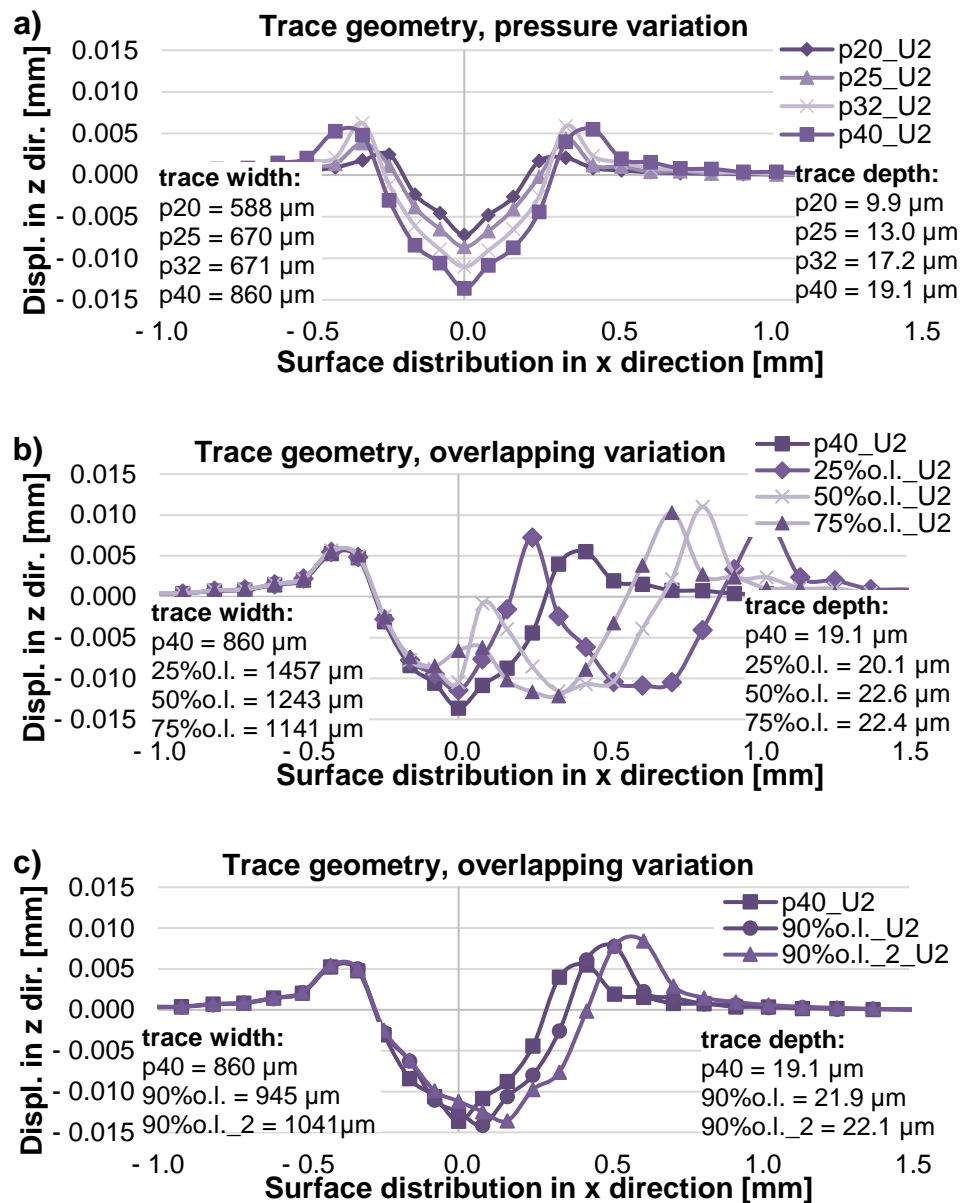 a)
Trace geometry, pressure variation
Displ. in z dir. [mm]
0.015
0.010
0.005
0.000
- 0.005
- 0.010
- 0.015
p20_U2
p25_U2
p32_U2
p40_U2
trace width:
p20 = 588 µm
p25 = 670 µm
p32 = 671 µm
p40 = 860 µm
trace depth:
p20 = 9.9 µm
p25 = 13.0 µm
p32 = 17.2 µm
p40 = 19.1 µm
- 1.0 - 0.5 0.0 0.5 1.0 1.5
Surface distribution in x direction [mm]
b)
Trace geometry, overlapping variation
Displ. in z dir. [mm]
0.015
0.010
0.005
0.000
- 0.005
- 0.010
- 0.015
p40_U2
25%o.l._U2
50%o.l._U2
75%o.l._U2
trace width:
p40 = 860 µm
25%0.l. = 1457 µm
50%o.l. = 1243 µm
75%o.l. = 1141 µm
trace depth:
p40 = 19.1 µm
25%0.l. = 20.1 µm
50%o.l. = 22.6 µm
75%o.l. = 22.4 µm
- 1.0 - 0.5 0.0 0.5 1.0 1.5
Surface distribution in x direction [mm]
c)
Trace geometry, overlapping variation
Displ. in z dir. [mm]
0.015
0.010
0.005
0.000
- 0.005
- 0.010
- 0.015
p40_U2
90%o.l._U2
90%o.l._2_U2
trace width:
p40 = 860 µm
90%o.l. = 945 µm
90%o.l._2 = 1041µm
trace depth:
p40 = 19.1 µm
90%o.l. = 21.9 µm
90%o.l._2 = 22.1 µm
- 1.0 - 0.5 0.0 0.5 1.0 1.5
Surface distribution in x direction [mm]